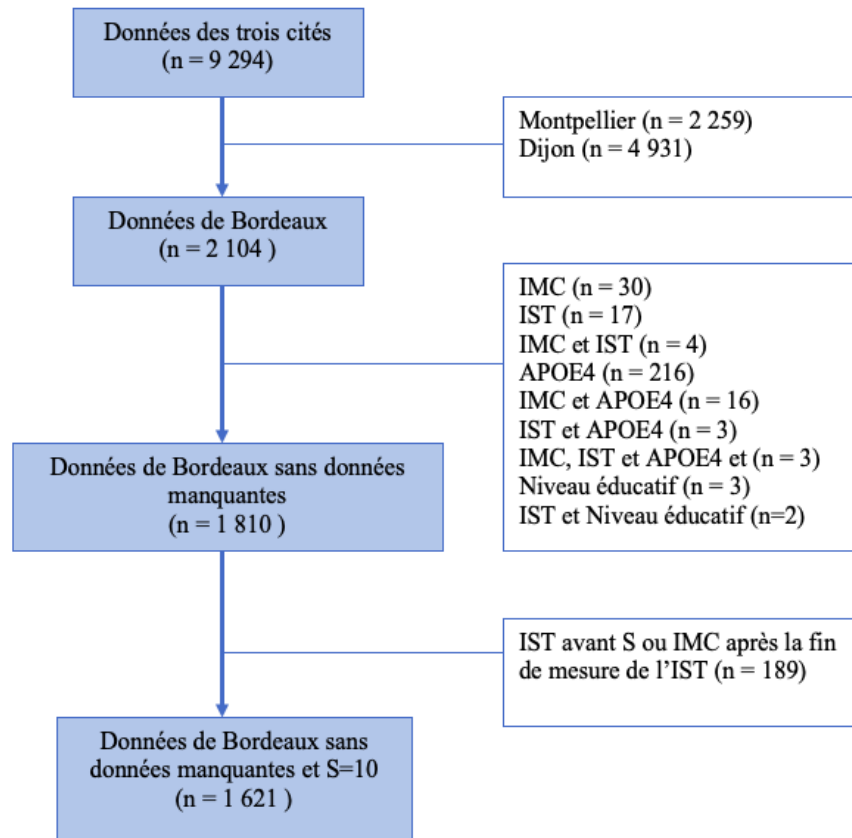 Données des trois cités
(n = 9 294)
Montpellier (n = 2 259)
Dijon (n = 4 931)
Données de Bordeaux
(n = 2 104 )
IMC (n = 30)
IST (n = 17)
IMC et IST (n = 4)
APOE4 (n = 216)
IMC et APOE4 (n = 16)
IST et APOE4 (n = 3)
IMC, IST et APOE4 et (n = 3)
Niveau éducatif (n = 3)
IST et Niveau éducatif (n=2)
Données de Bordeaux sans données
manquantes
(n = 1 810 )
IST avant S ou IMC après la fin
de mesure de l’IST (n = 189)
Données de Bordeaux sans
données manquantes et S=10
(n = 1 621 )